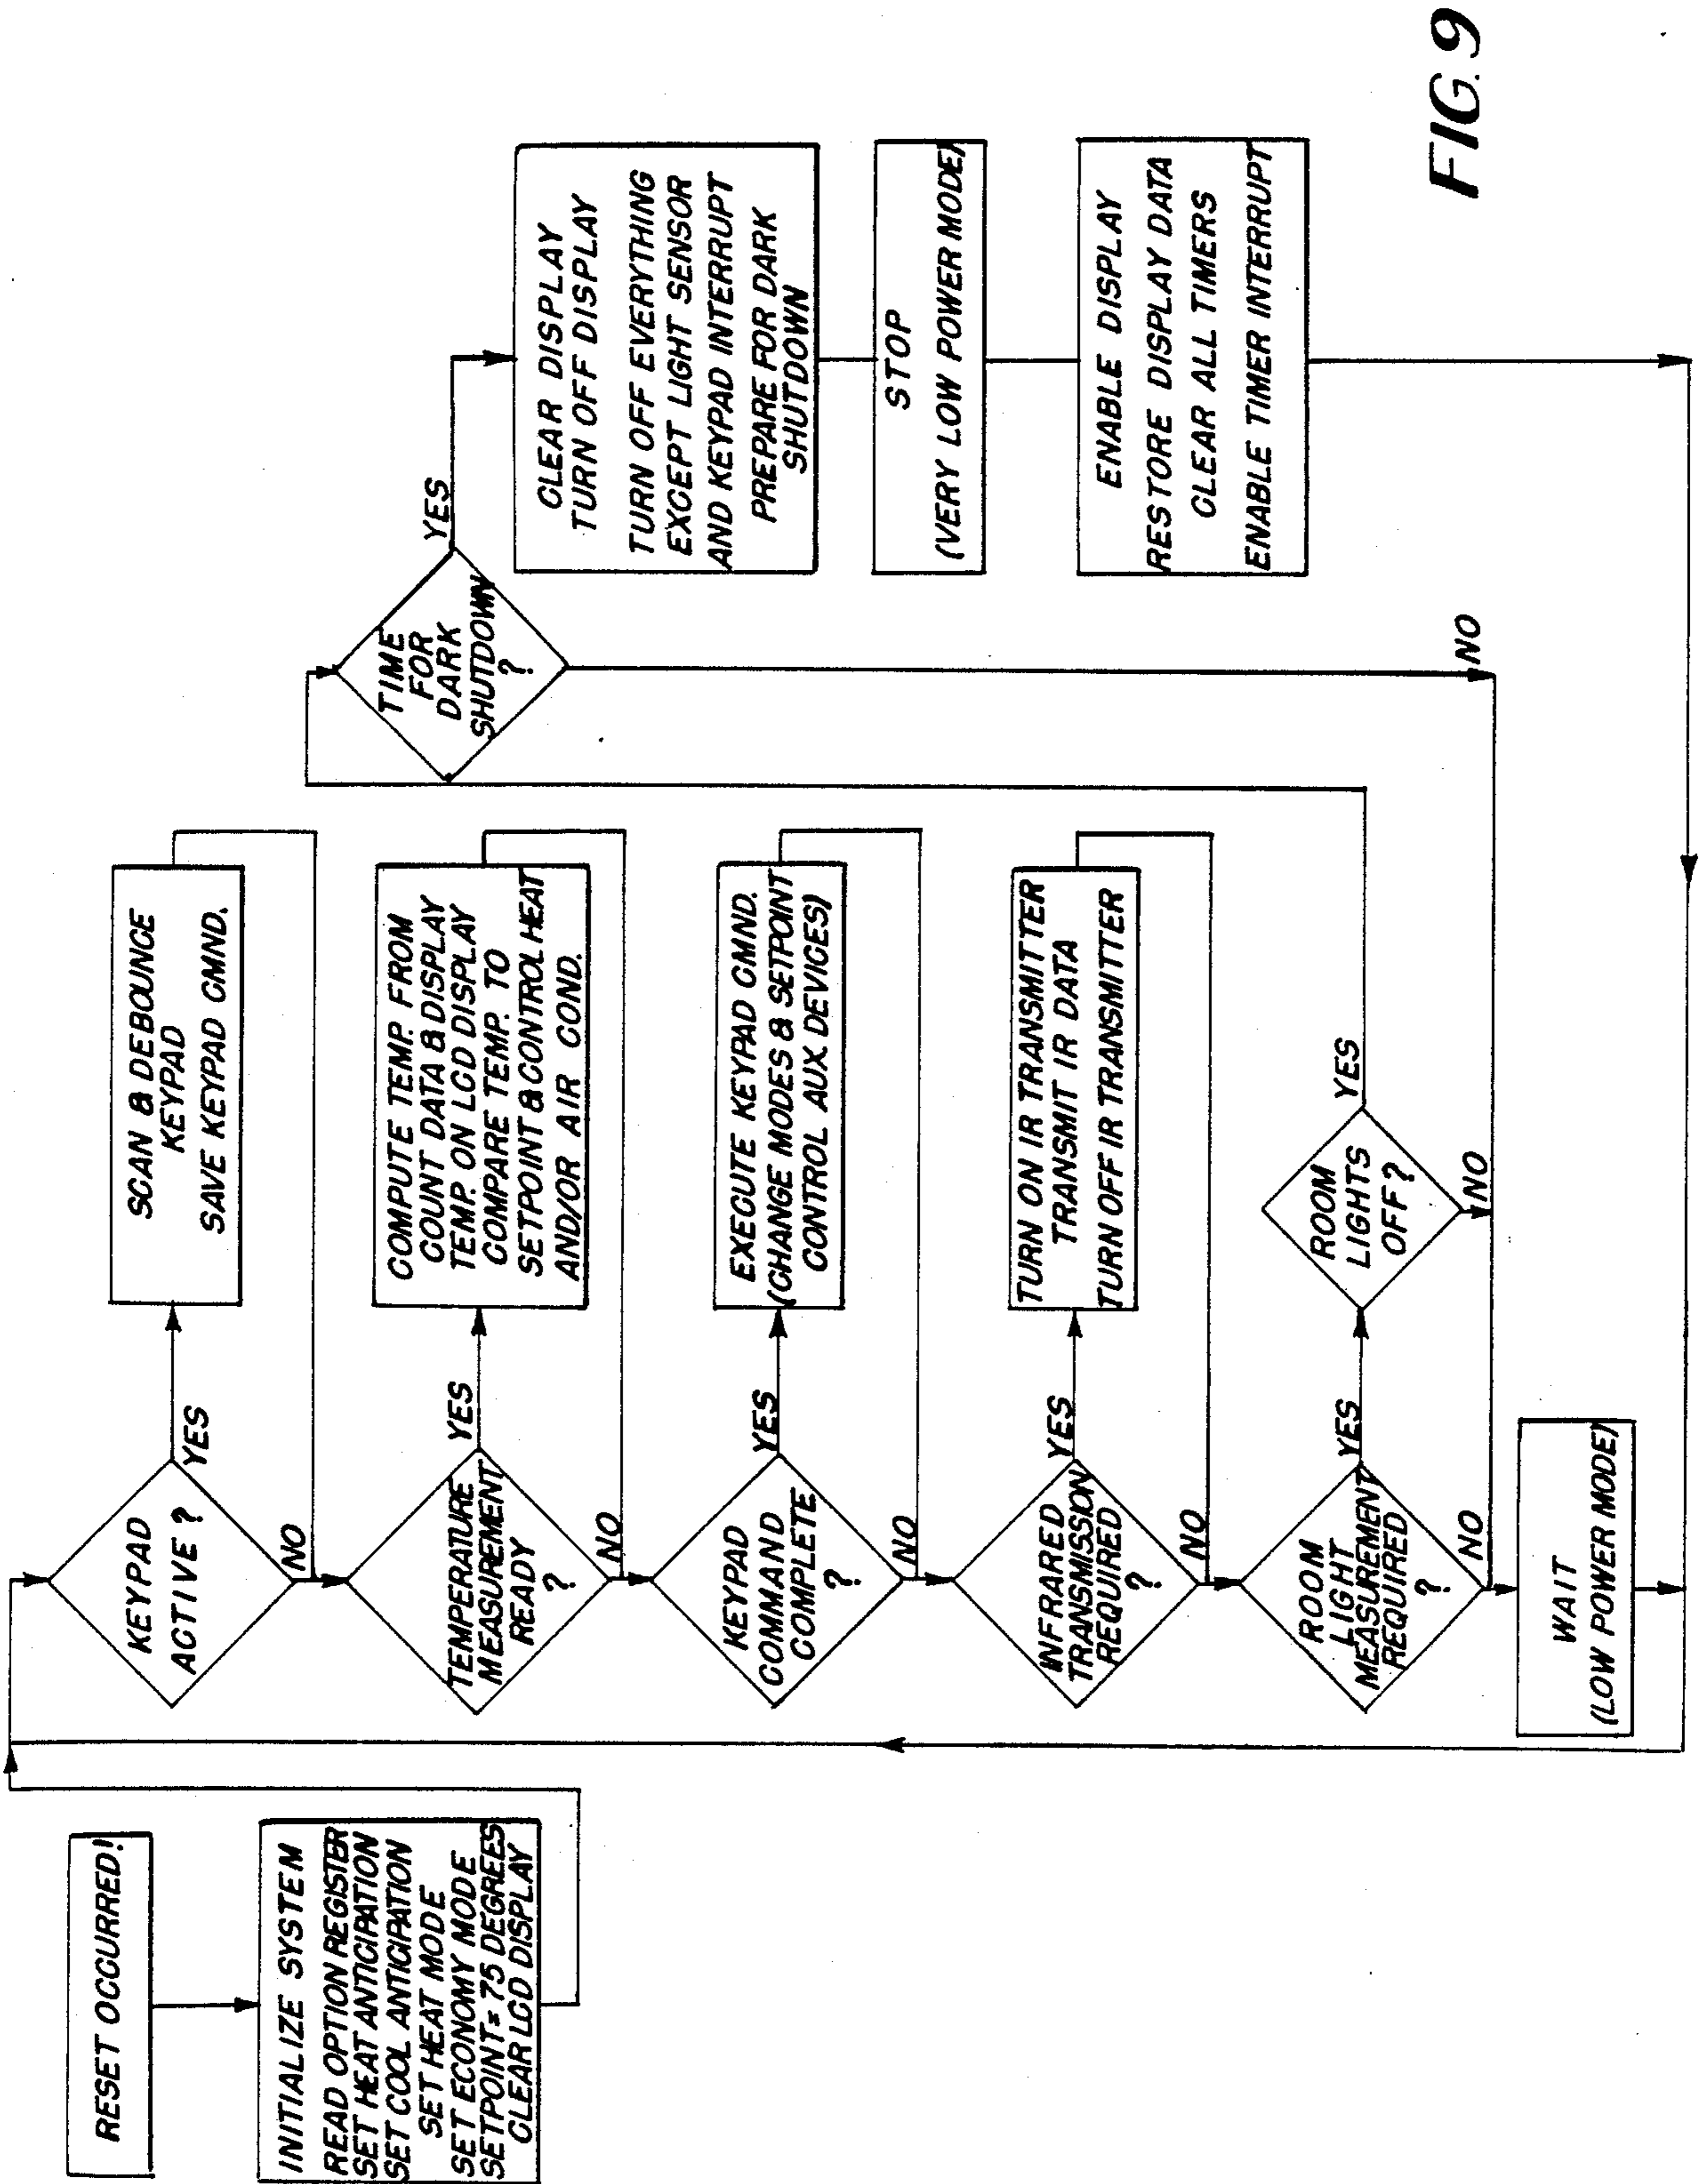 RESET OCCURRED!
INITIALIZE SYSTEM
READ OPTION REGISTER
SET HEAT ANTICIPATION
SET COOL ANTICIPATION
SET HEAT MODE
SET ECONOMY MODE
SETPOINT = 75 DEGREES
CLEAR LCD DISPLAY
KEYPAD
ACTIVE?
YES
NO
SCAN & DEBOUNCE
KEYPAD
SAVE KEYPAD CMND.
TEMPERATURE
MEASUREMENT
READY
?
YES
NO
COMPUTE TEMP. FROM
COUNT DATA & DISPLAY
TEMP. ON LCD DISPLAY
COMPARE TEMP. TO
SETPOINT & CONTROL HEAT
AND/OR AIR COND.
KEYPAD
COMMAND
COMPLETE
?
YES
NO
EXECUTE KEYPAD CMND.
(CHANGE MODES & SETPOINT
CONTROL AUX. DEVICES)
INFRARED
TRANSMISSION
REQUIRED
?
YES
NO
TURN ON IR TRANSMITTER
TRANSMIT IR DATA
TURN OFF IR TRANSMITTER
ROOM
LIGHT
MEASUREMENT
REQUIRED
?
YES
NO
ROOM
LIGHTS
OFF?
YES
NO
WAIT
(LOW POWER MODE)
TIME
FOR
DARK
SHUTDOWN
?
YES
NO
CLEAR DISPLAY
TURN OFF DISPLAY
TURN OFF EVERYTHING
EXCEPT LIGHT SENSOR
AND KEYPAD INTERRUPT
PREPARE FOR DARK
SHUTDOWN
STOP
(VERY LOW POWER MODE)
ENABLE DISPLAY
RESTORE DISPLAY DATA
CLEAR ALL TIMERS
ENABLE TIMER INTERRUPT
FIG. 9